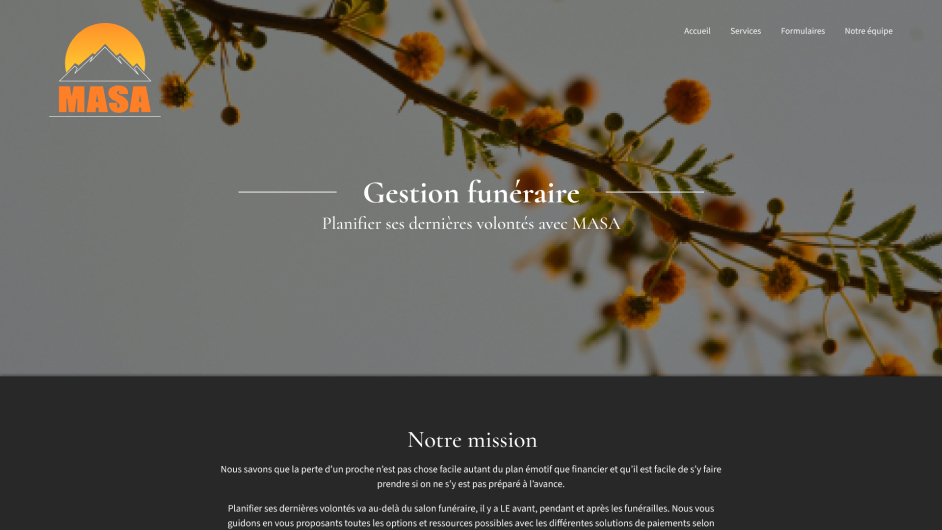 MASA
Accueil Services Formulaires Notre équipe
Gestion funéraire
Planifier ses dernières volontés avec MASA
Notre mission
Nous savons que la perte d'un proche n'est pas chose facile autant du plan émotif que financier et qu'il est facile de s'y faire
prendre si on ne s'y est pas préparé à l'avance.
Planifier ses dernières volontés va au-delà du salon funéraire, il y a LE avant, pendant et après les funérailles. Nous vous
guidons en vous proposants toutes les options et ressources possibles avec les différentes solutions de paiements selon